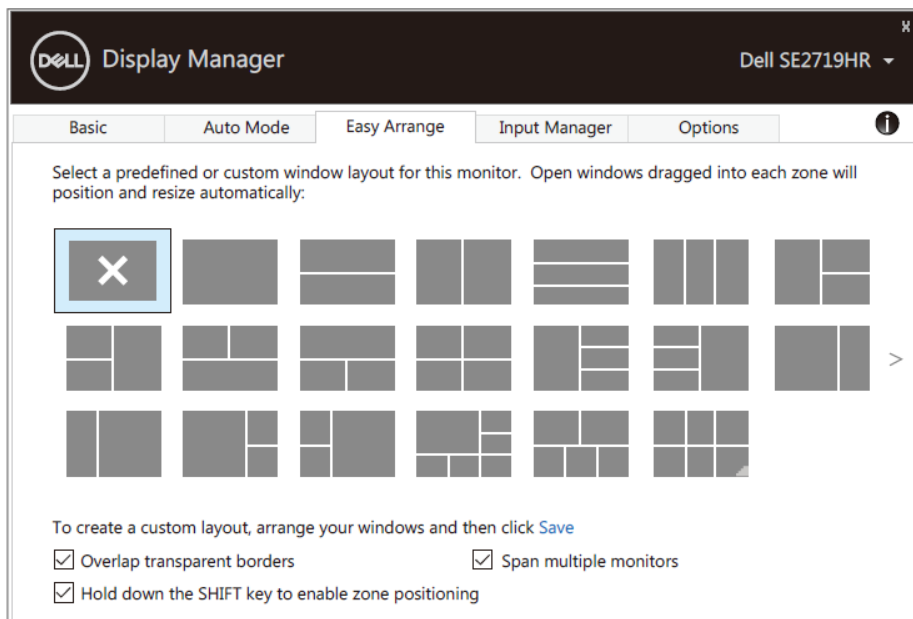 DELL Display Manager
Dell SE2719HR
Basic Auto Mode Easy Arrange Input Manager Options
Select a predefined or custom window layout for this monitor. Open windows dragged into each zone will
position and resize automatically:
To create a custom layout, arrange your windows and then click Save
Overlap transparent borders Span multiple monitors
Hold down the SHIFT key to enable zone positioning